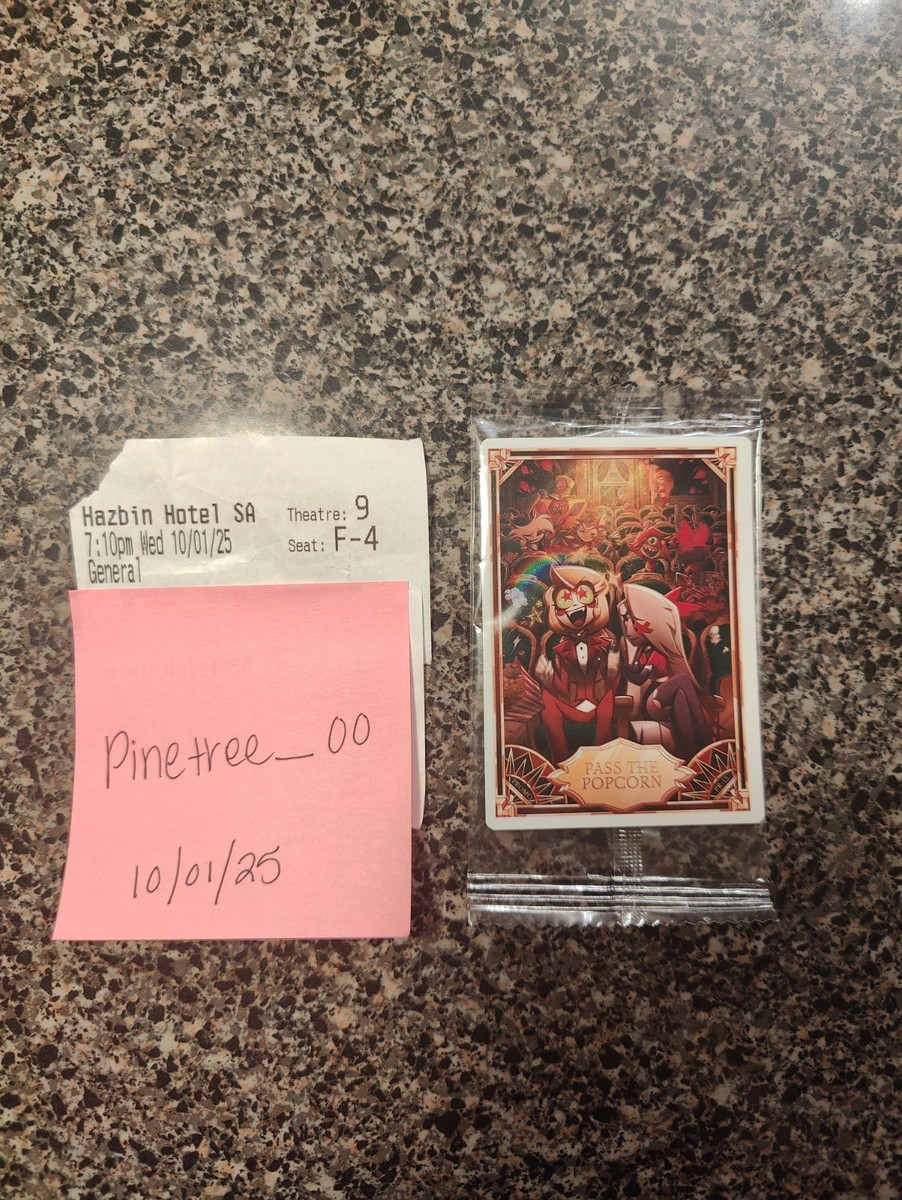 Hazbin Hotel SA
7:10pm Wed 10/01/25
General
Theatre: 9
Seat: F-4
Pinetree_00
10/01/25
PASS THE
POPCORN
PROMO